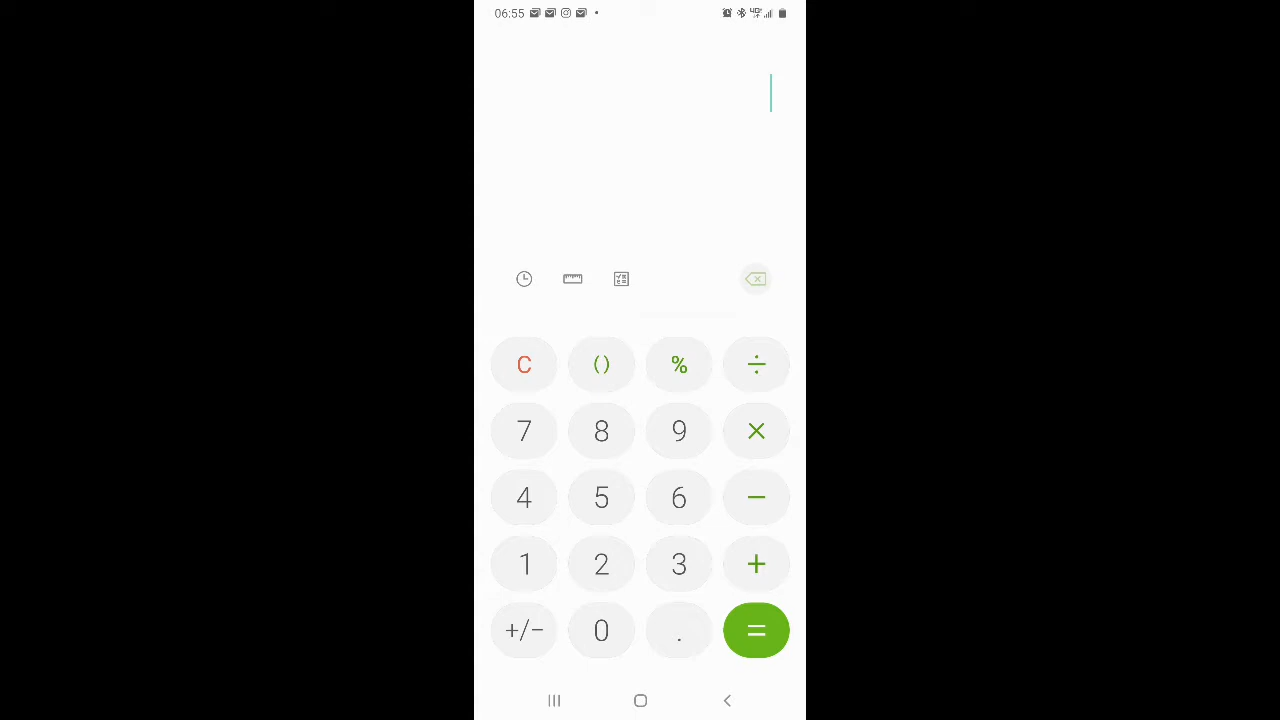 06:55
C () % ÷
7 8 9 ×
4 5 6 −
1 2 3 +
+/− 0 . =